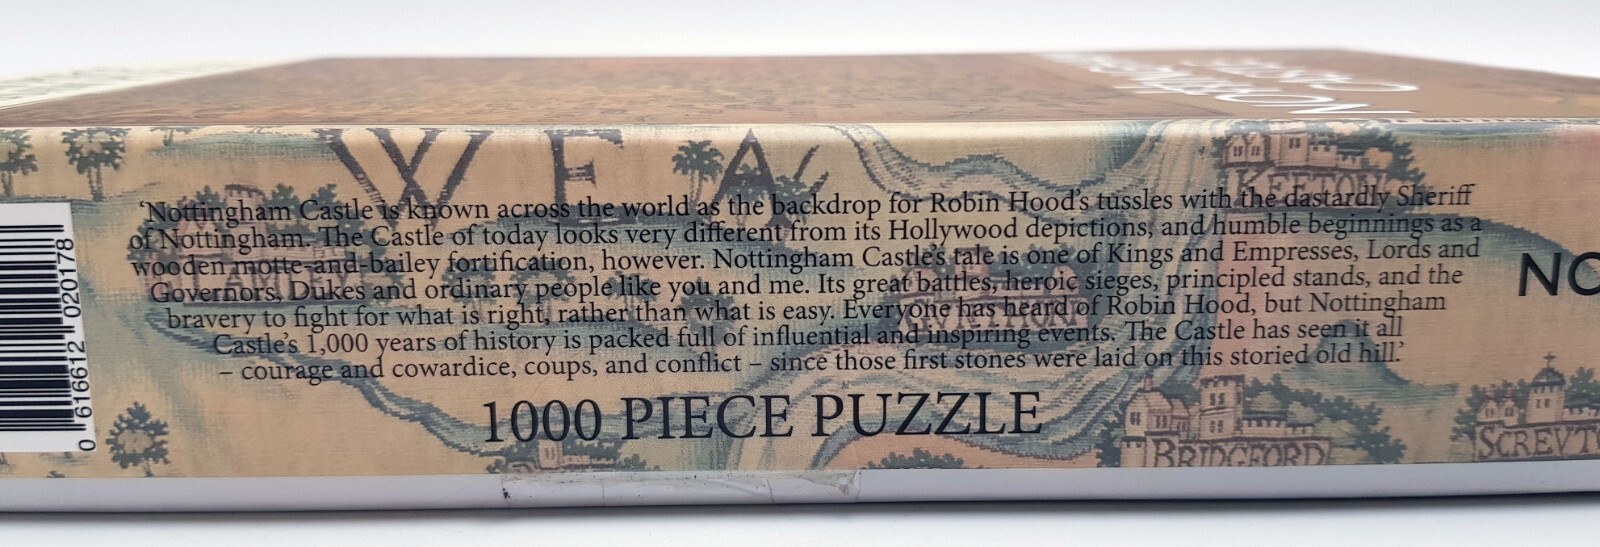 WEA
KEETON
'Nottingham Castle is known across the world as the backdrop for Robin Hood's tussles with the dastardly Sheriff
of Nottingham. The Castle of today looks very different from its Hollywood depictions, and humble beginnings as a
wooden motte-and-bailey fortification, however. Nottingham Castle's tale is one of Kings and Empresses, Lords and
Governors, Dukes and ordinary people like you and me. Its great battles, heroic sieges, principled stands, and the
bravery to fight for what is right, rather than what is easy. Everyone has heard of Robin Hood, but Nottingham
Castle's 1,000 years of history is packed full of influential and inspiring events. The Castle has seen it all
– courage and cowardice, coups, and conflict – since those first stones were laid on this storied old hill.'
1000 PIECE PUZZLE
0 616612 020178
NO
BRIDGFORD
SCREVT